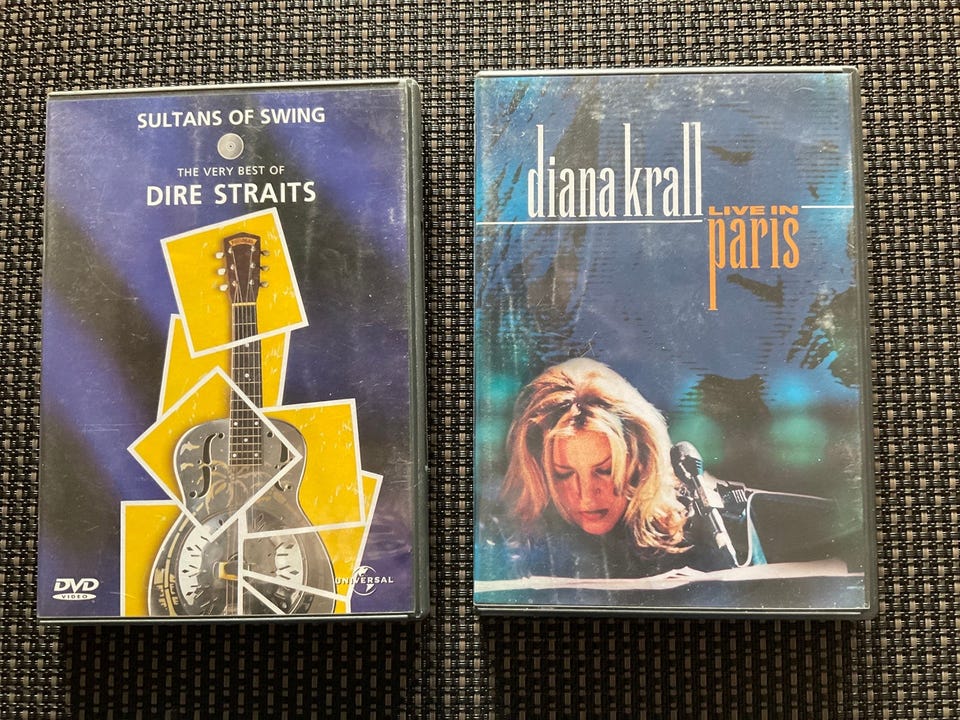 SULTANS OF SWING
THE VERY BEST OF
DIRE STRAITS
DVD
VIDEO
UNIVERSAL
diana krall
LIVE IN
paris